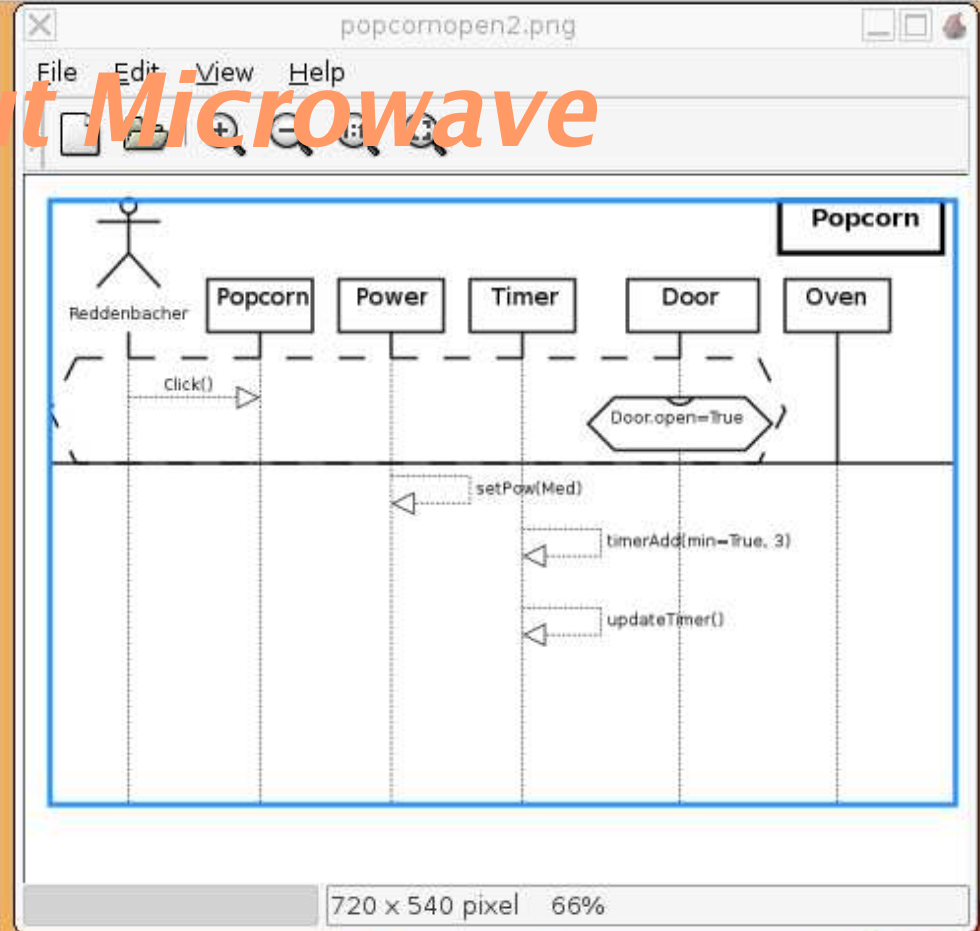 popcornopen2.png
File Edit View Help
t Microwave
Popcorn
Reddenbacher
Popcorn Power Timer Door Oven
Click()
Door.open=True
setPow(Med)
timerAdd(min=True, 3)
updateTimer()
720 x 540 pixel 66%